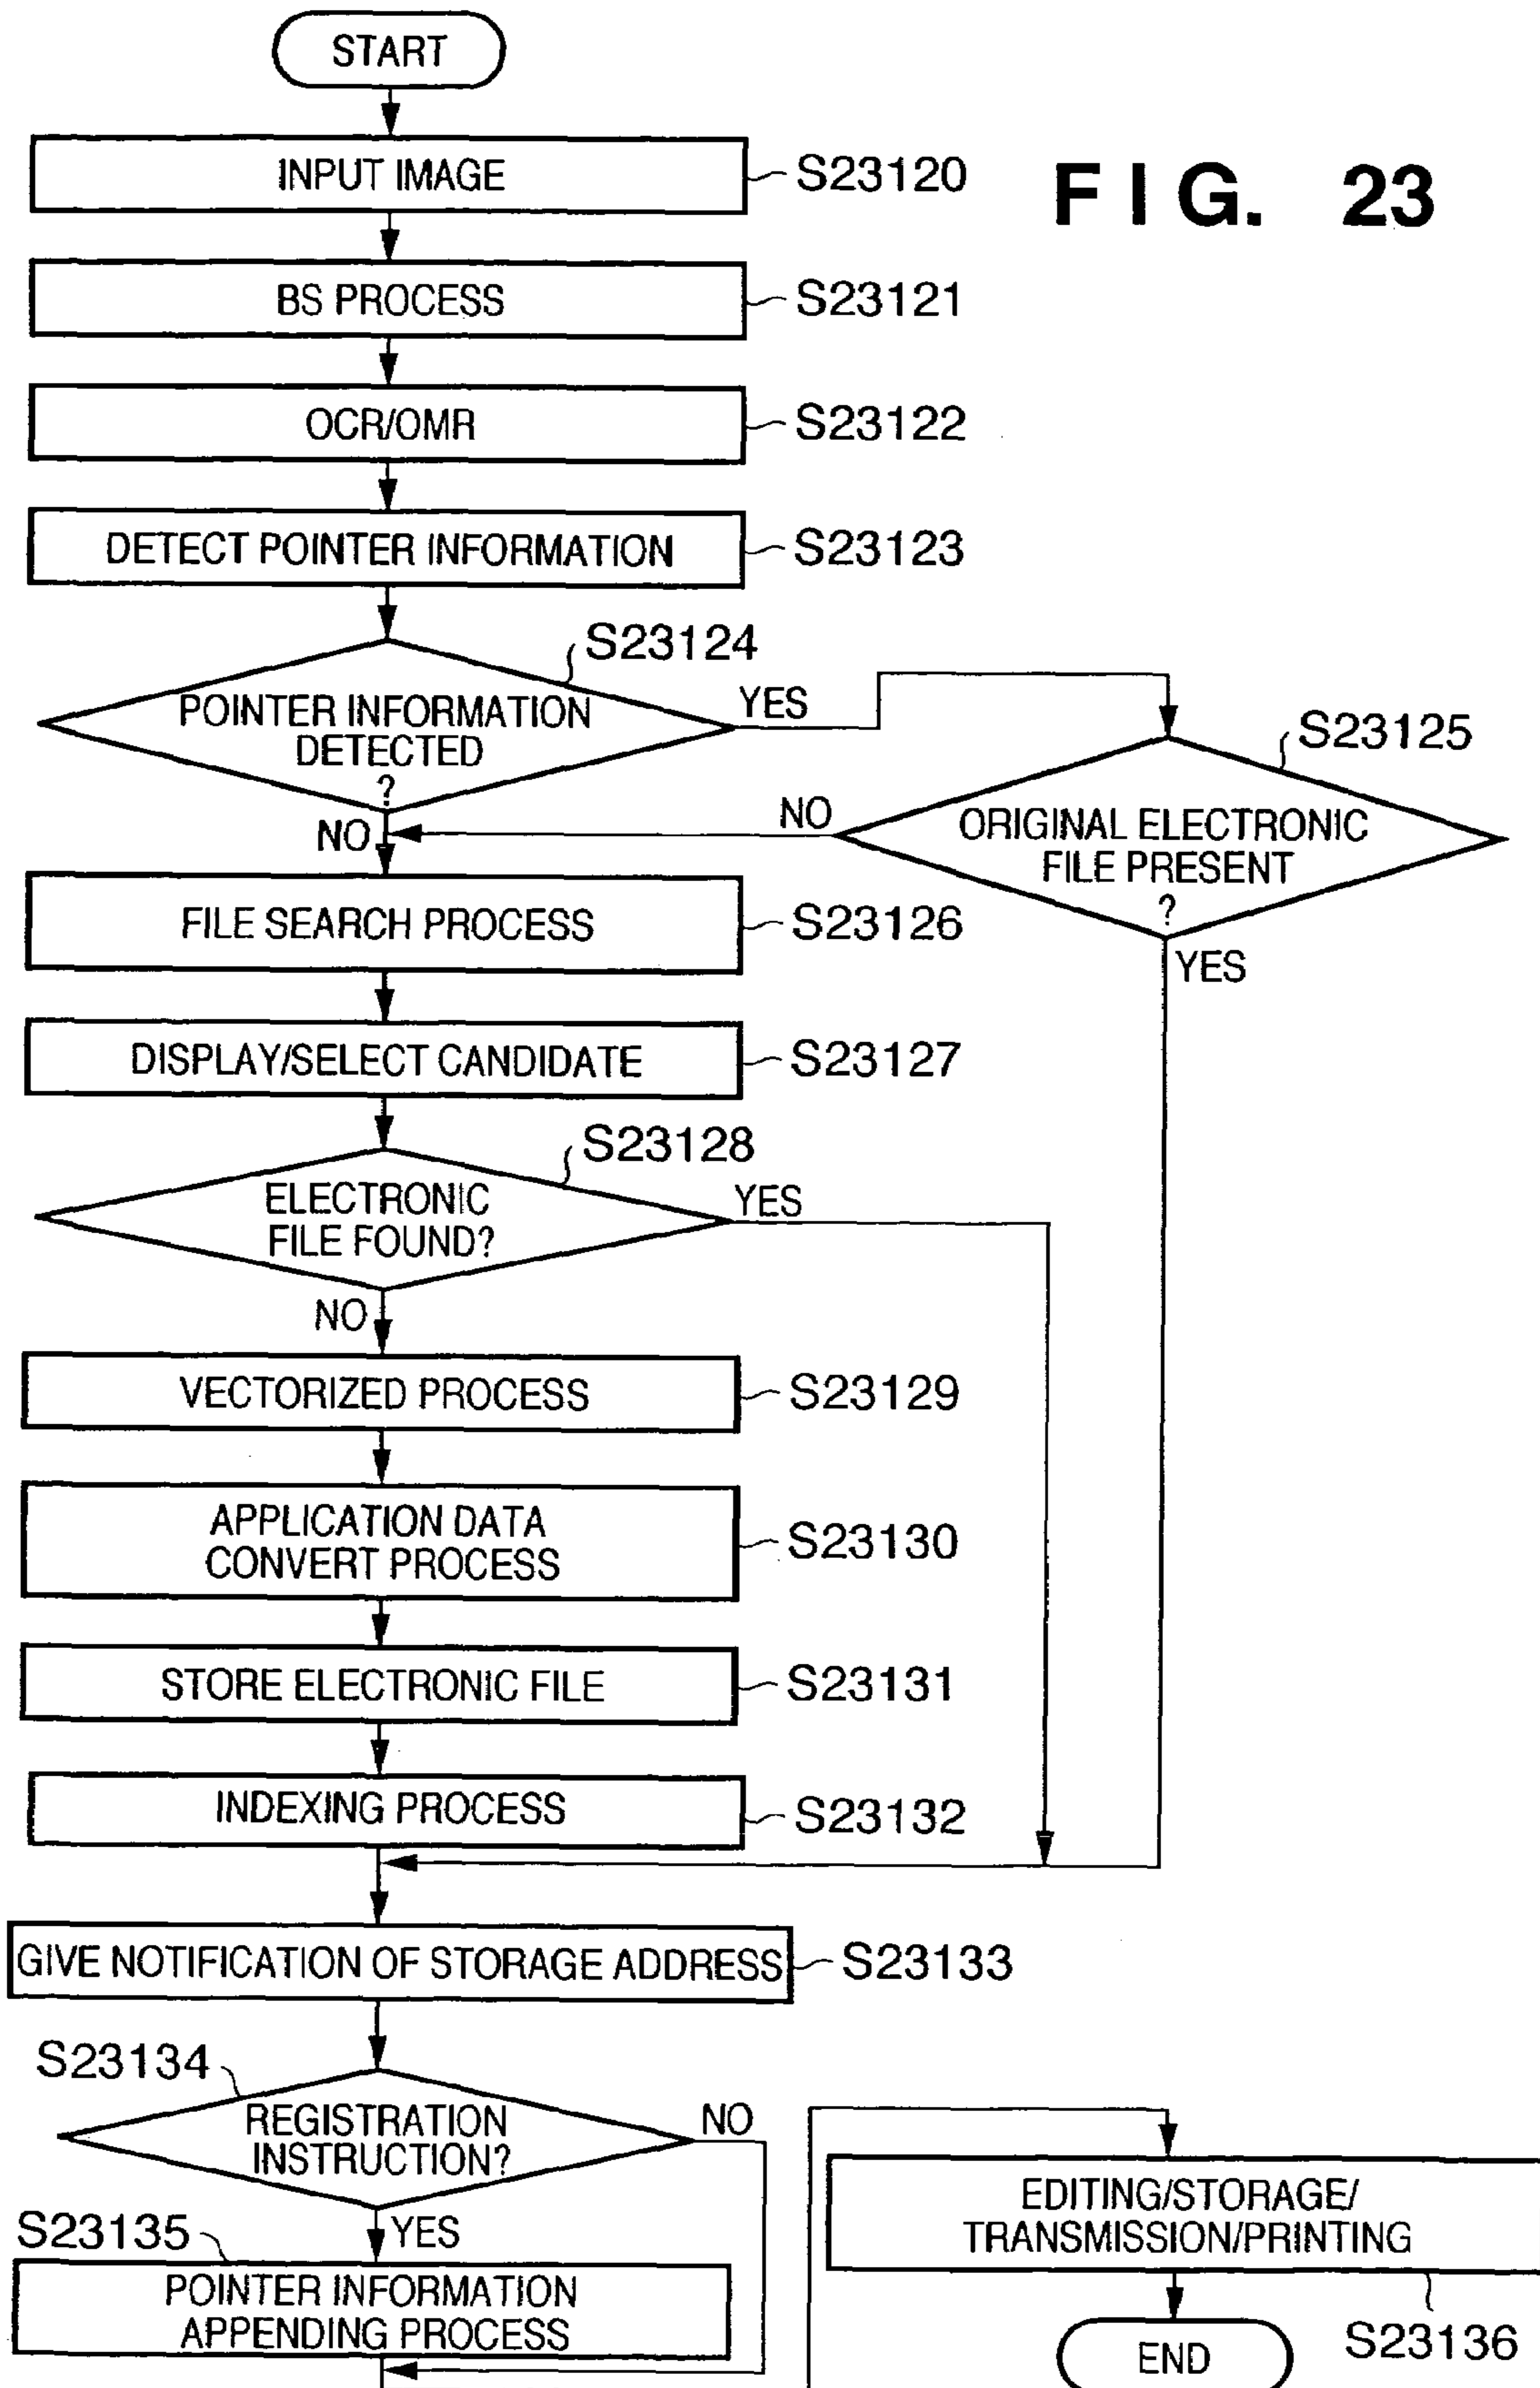 START
INPUT IMAGE
S23120
FIG. 23
BS PROCESS
S23121
OCR/OMR
S23122
DETECT POINTER INFORMATION
S23123
S23124
POINTER INFORMATION
DETECTED
?
YES
NO
S23125
ORIGINAL ELECTRONIC
FILE PRESENT
?
NO
YES
FILE SEARCH PROCESS
S23126
DISPLAY/SELECT CANDIDATE
S23127
S23128
ELECTRONIC
FILE FOUND?
YES
NO
VECTORIZED PROCESS
S23129
APPLICATION DATA
CONVERT PROCESS
S23130
STORE ELECTRONIC FILE
S23131
INDEXING PROCESS
S23132
GIVE NOTIFICATION OF STORAGE ADDRESS
S23133
S23134
REGISTRATION
INSTRUCTION?
NO
YES
S23135
POINTER INFORMATION
APPENDING PROCESS
EDITING/STORAGE/
TRANSMISSION/PRINTING
S23136
END